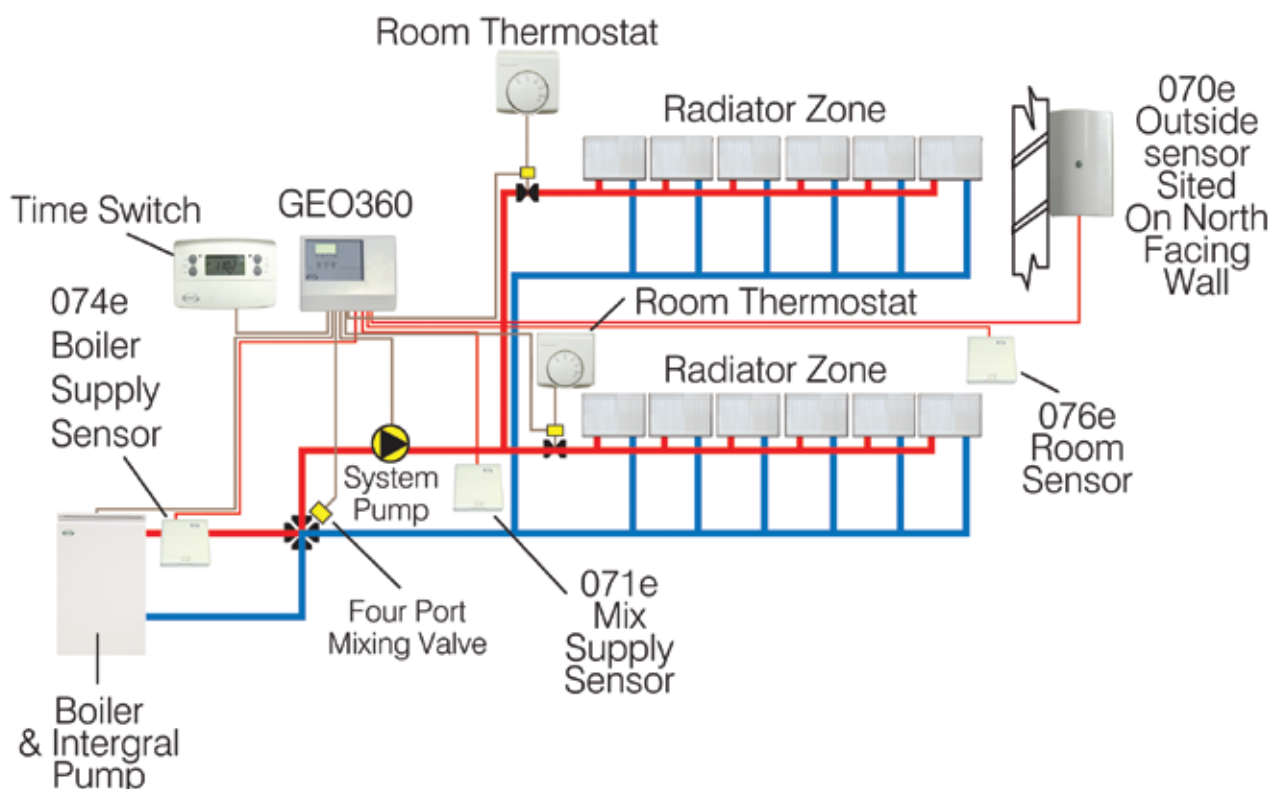 Room Thermostat
Radiator Zone
070e
Outside
sensor
Sited
On North
Facing
Wall
Time Switch
GEO360
074e
Boiler
Supply
Sensor
Room Thermostat
Radiator Zone
076e
Room
Sensor
System
Pump
Four Port
Mixing Valve
071e
Mix
Supply
Sensor
Boiler
& Intergral
Pump